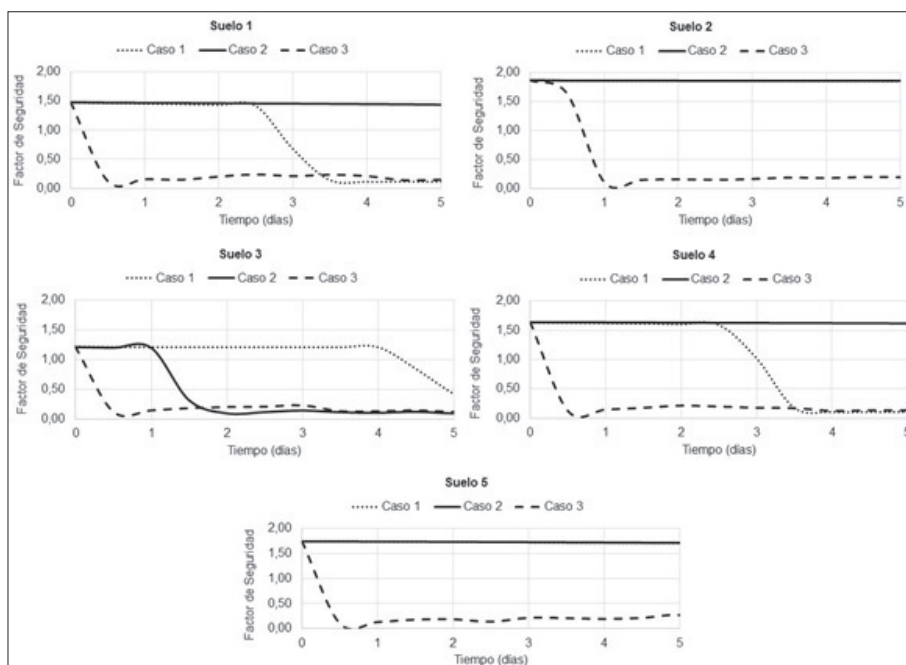 Suelo 1
Caso 1 Caso 2 Caso 3
Factor de Seguridad
2,00
1,50
1,00
0,50
0,00
0 1 2 3 4 5
Tiempo (días)
Suelo 2
Caso 1 Caso 2 Caso 3
Factor de Seguridad
2,00
1,50
1,00
0,50
0,00
0 1 2 3 4 5
Tiempo (días)
Suelo 3
Caso 1 Caso 2 Caso 3
Factor de Seguridad
2,00
1,50
1,00
0,50
0,00
0 1 2 3 4 5
Tiempo (días)
Suelo 4
Caso 1 Caso 2 Caso 3
Factor de Seguridad
2,00
1,50
1,00
0,50
0,00
0 1 2 3 4 5
Tiempo (días)
Suelo 5
Caso 1 Caso 2 Caso 3
Factor de Seguridad
2,00
1,50
1,00
0,50
0,00
0 1 2 3 4 5
Tiempo (días)